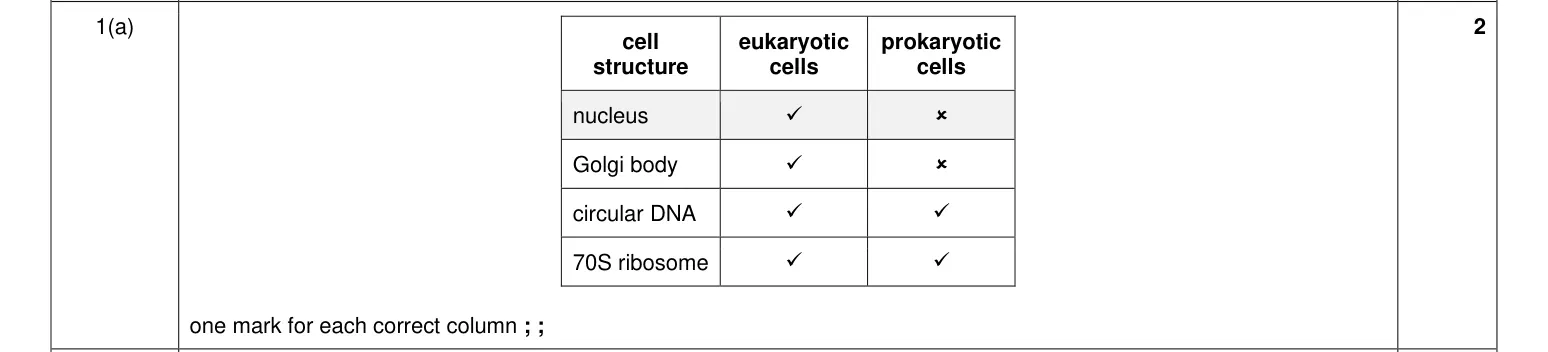 1(a)
2
cell structure | eukaryotic cells | prokaryotic cells
nucleus ✓ ×
Golgi body ✓ ×
circular DNA ✓ ✓
70S ribosome ✓ ✓
one mark for each correct column ; ;